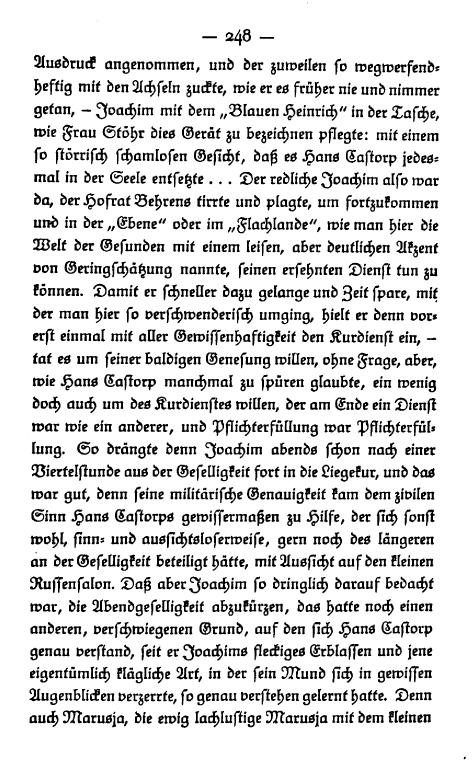 — 248 —
Ausdruck angenommen, und der zuweilen so wegwerfend-
heftig mit den Achseln zuckte, wie er es früher nie und nimmer
getan, – Joachim mit dem „Blauen Heinrich“ in der Tasche,
wie Frau Stöhr dies Gerät zu bezeichnen pflegte: mit einem
so störrisch schamlosen Gesicht, daß es Hans Castorp jedes-
mal in der Seele entsetzte ... Der redliche Joachim also war
da, der Hofrat Behrens tirrte und plagte, um fortzukommen
und in der „Ebene“ oder im „Flachlande“, wie man hier die
Welt der Gesunden mit einem leisen, aber deutlichen Akzent
von Geringschätzung nannte, seinen ersehnten Dienst tun zu
können. Damit er schneller dazu gelange und Zeit spare, mit
der man hier so verschwenderisch umging, hielt er denn vor-
erst einmal mit aller Gewissenhaftigkeit den Kurdienst ein, –
tat es um seiner baldigen Genesung willen, ohne Frage, aber,
wie Hans Castorp manchmal zu spüren glaubte, ein wenig
doch auch um des Kurdienstes willen, der am Ende ein Dienst
war wie ein anderer, und Pflichterfüllung war Pflichterfül-
lung. So drängte denn Joachim abends schon nach einer
Viertelstunde aus der Geselligkeit fort in die Liegekur, und das
war gut, denn seine militärische Genauigkeit kam dem zivilen
Sinn Hans Castorps gewissermaßen zu Hilfe, der sich sonst
wohl, sinn- und aussichtsloserweise, gern noch des längeren
an der Geselligkeit beteiligt hätte, mit Aussicht auf den kleinen
Russensalon. Daß aber Joachim so dringlich darauf bedacht
war, die Abendgeselligkeit abzukürzen, das hatte noch einen
anderen, verschwiegenen Grund, auf den sich Hans Castorp
genau verstand, seit er Joachims fleckiges Erblassen und jene
eigentümlich klägliche Art, in der sein Mund sich in gewissen
Augenblicken verzerrte, so genau verstehen gelernt hatte. Denn
auch Marusja, die ewig lachlustige Marusja mit dem kleinen